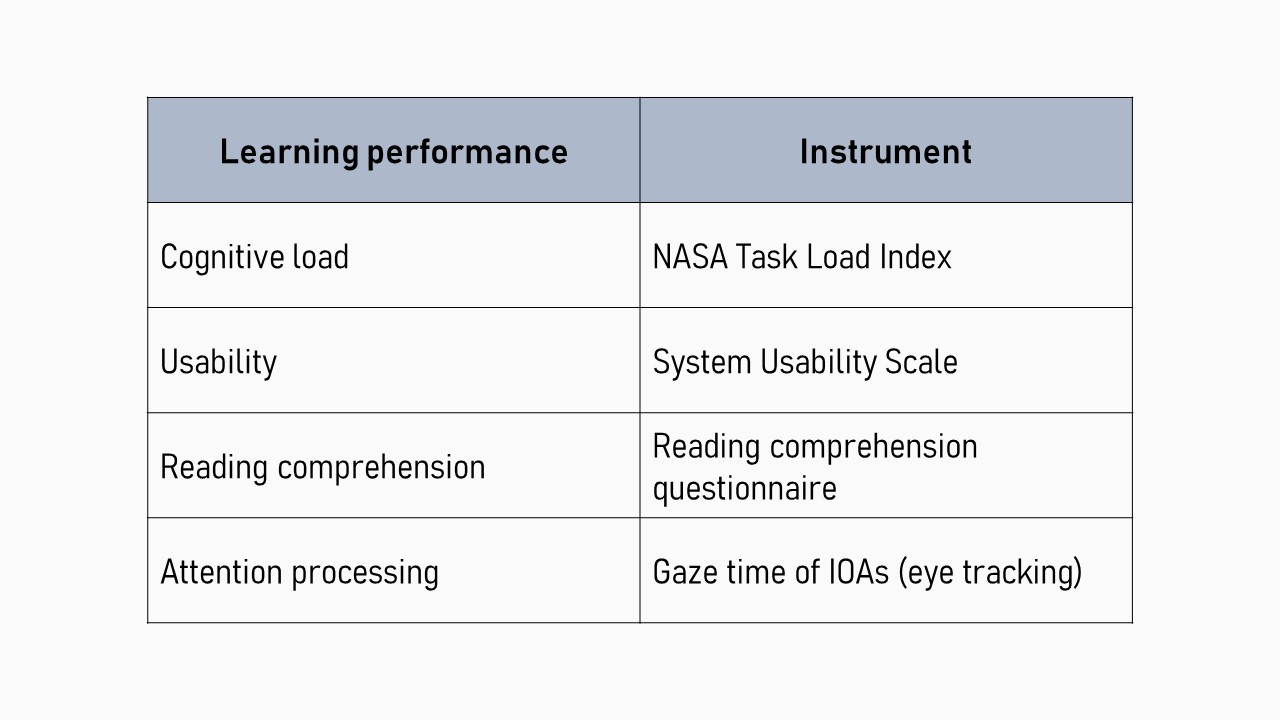 Learning performance
Instrument
Cognitive load
NASA Task Load Index
Usability
System Usability Scale
Reading comprehension
Reading comprehension
questionnaire
Attention processing
Gaze time of IOAs (eye tracking)